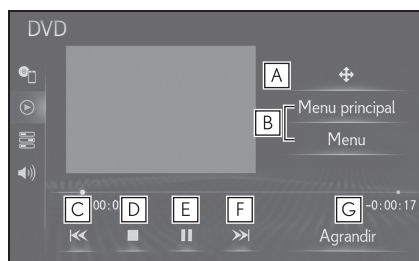 DVD
A
Menu principal
B
Menu
C 00:0 D E F G -0:00:17
Agrandir